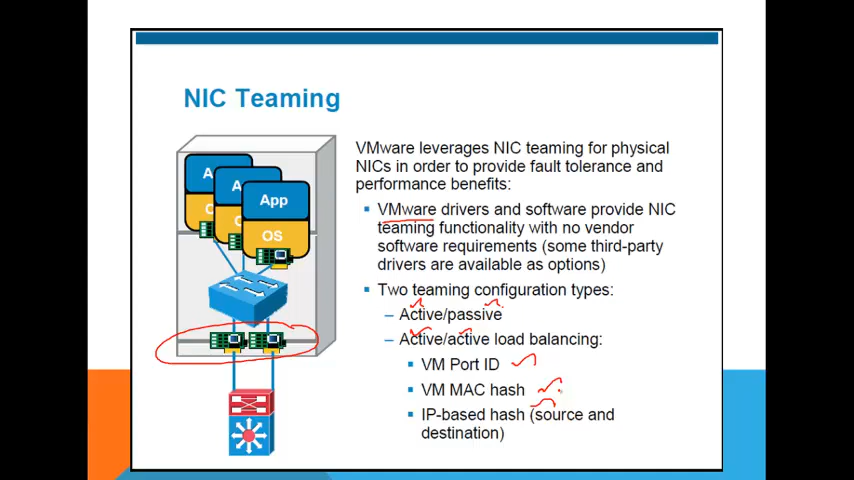 NIC Teaming
VMware leverages NIC teaming for physical
NICs in order to provide fault tolerance and
performance benefits:
VMware drivers and software provide NIC
teaming functionality with no vendor
software requirements (some third-party
drivers are available as options)
Two teaming configuration types:
– Active/passive
– Active/active load balancing:
VM Port ID
VM MAC hash
IP-based hash (source and
destination)
A
A
App
O
O
OS